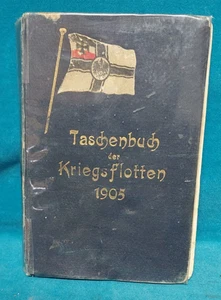 Taschenbuch
der
Kriegsflotten
1905